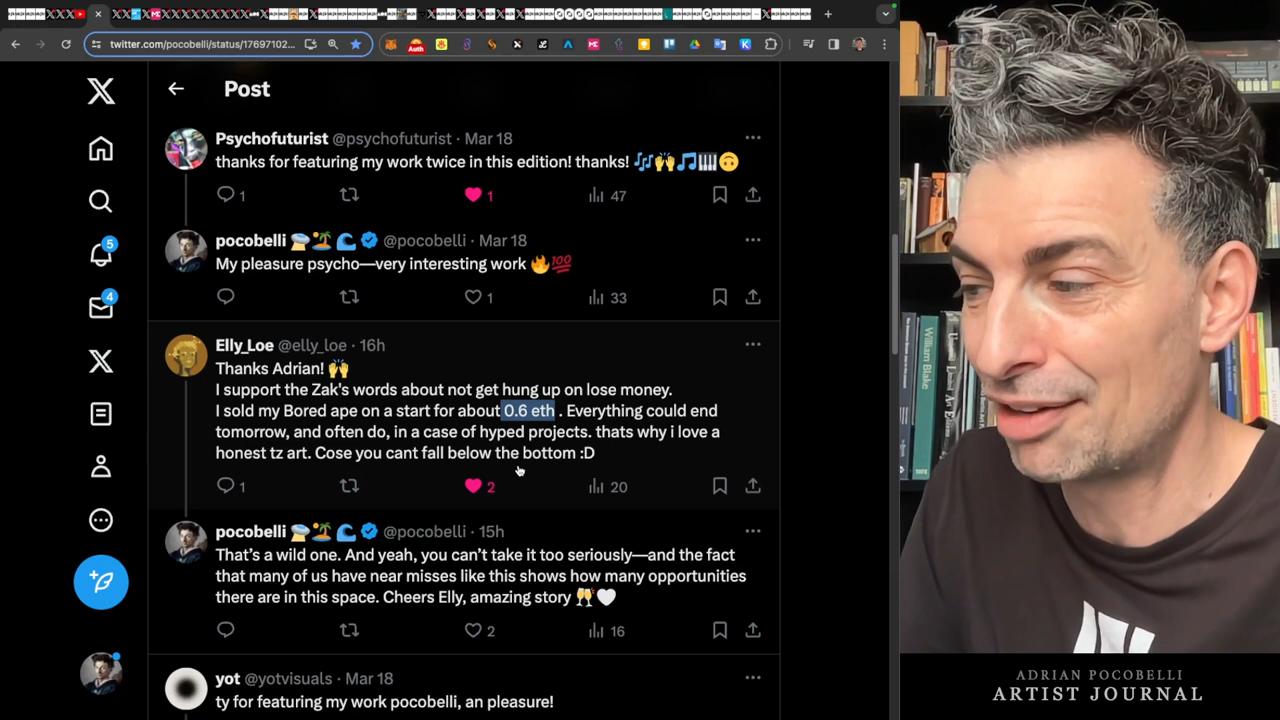 twitter.com/pocobelli/status/17697102...
Auth
Post
Psychofuturist @psychofuturist · Mar 18
thanks for featuring my work twice in this edition! thanks! 🎶🙌🎵🎹🙃
1 1 47
pocobelli @pocobelli · Mar 18
My pleasure psycho—very interesting work 🔥💯
1 33
5
4
Elly_Loe @elly_loe · 16h
Thanks Adrian! 🙌
I support the Zak's words about not get hung up on lose money.
I sold my Bored ape on a start for about 0.6 eth . Everything could end
tomorrow, and often do, in a case of hyped projects. thats why i love a
honest tz art. Cose you cant fall below the bottom :D
1 2 20
pocobelli @pocobelli · 15h
That's a wild one. And yeah, you can't take it too seriously—and the fact
that many of us have near misses like this shows how many opportunities
there are in this space. Cheers Elly, amazing story 🥂🤍
2 16
yot @yotvisuals · Mar 18
ty for featuring my work pocobelli, an pleasure!
William Blake
ADRIAN POCOBELLI
ARTIST JOURNAL